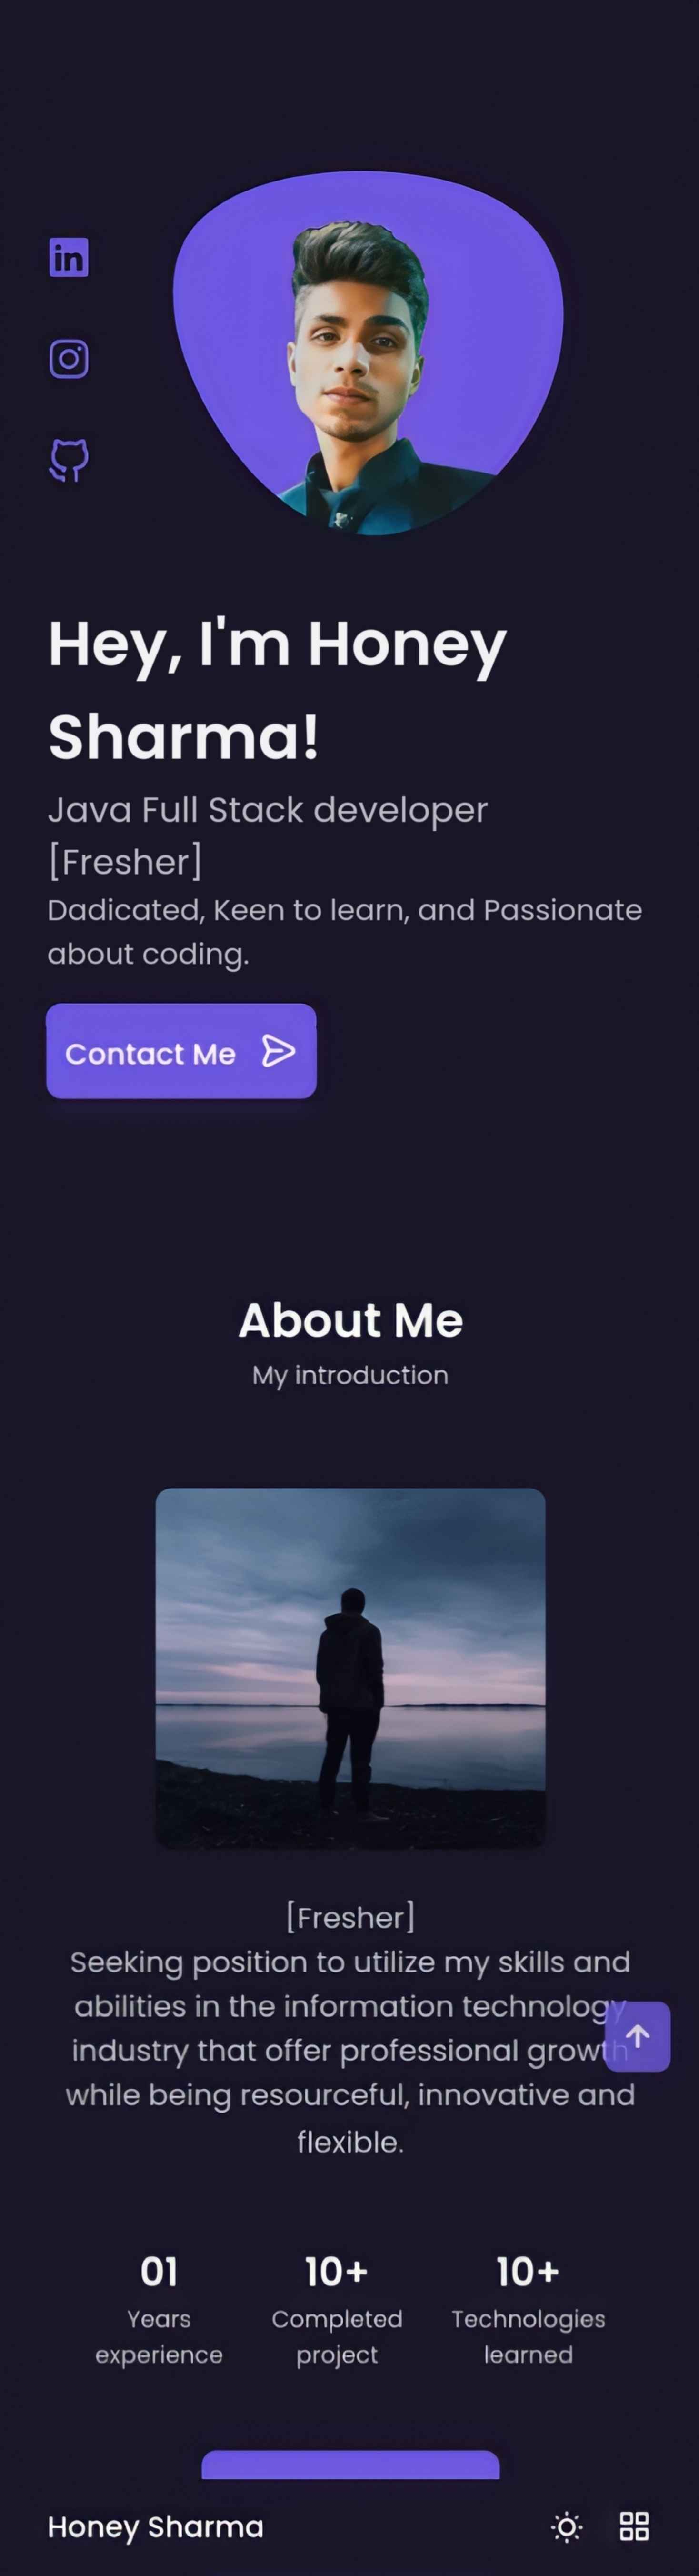 in
Hey, I'm Honey
Sharma!
Java Full Stack developer
[Fresher]
Dadicated, Keen to learn, and Passionate
about coding.
Contact Me
About Me
My introduction
[Fresher]
Seeking position to utilize my skills and
abilities in the information technology
industry that offer professional growth
while being resourceful, innovative and
flexible.
01 10+ 10+
Years Completed Technologies
experience project learned
Honey Sharma